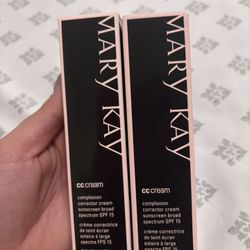 MARY KAY
cc cream
complexion
corrector cream
sunscreen broad
spectrum SPF 15
crème correctrice
de teint écran
solaire à large
spectre FPS 15
MARY KAY
cc cream
complexion
corrector cream
sunscreen broad
spectrum SPF 15
crème correctrice
de teint écran
solaire à large
spectre FPS 15